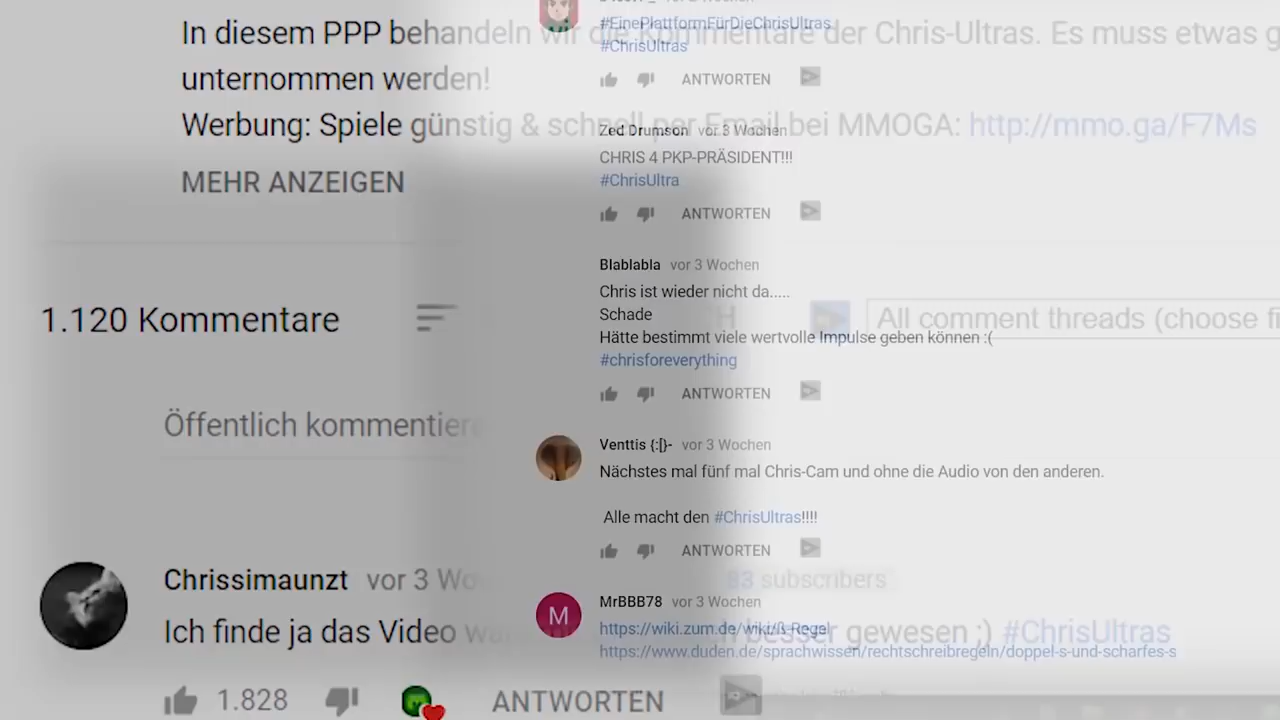 In diesem PPP behandeln wir die Kommentare der Chris-Ultras. Es muss etwas g
unternommen werden!
Werbung: Spiele günstig & schnell per Email bei MMOGA: http://mmo.ga/F7Ms
MEHR ANZEIGEN
1.120 Kommentare
All comment threads (choose fi
Öffentlich kommentiere
83 subscribers
Chrissimaunzt vor 3 Wo
Ich finde ja das Video besser gewesen ;) #ChrisUltras
1.828 ANTWORTEN
#EinePlattformFürDieChrisUltras
#ChrisUltras
ANTWORTEN
Zed Drumson vor 3 Wochen
CHRIS 4 PKP-PRÄSIDENT!!!
#ChrisUltra
ANTWORTEN
Blablabla vor 3 Wochen
Chris ist wieder nicht da.....
Schade
Hätte bestimmt viele wertvolle Impulse geben können :(
#chrisforeverything
ANTWORTEN
Venttis {:[}- vor 3 Wochen
Nächstes mal fünf mal Chris-Cam und ohne die Audio von den anderen.
Alle macht den #ChrisUltras!!!!
ANTWORTEN
M
MrBBB78 vor 3 Wochen
https://wiki.zum.de/wiki/ß-Regel
https://www.duden.de/sprachwissen/rechtschreibregeln/doppel-s-und-scharfes-s